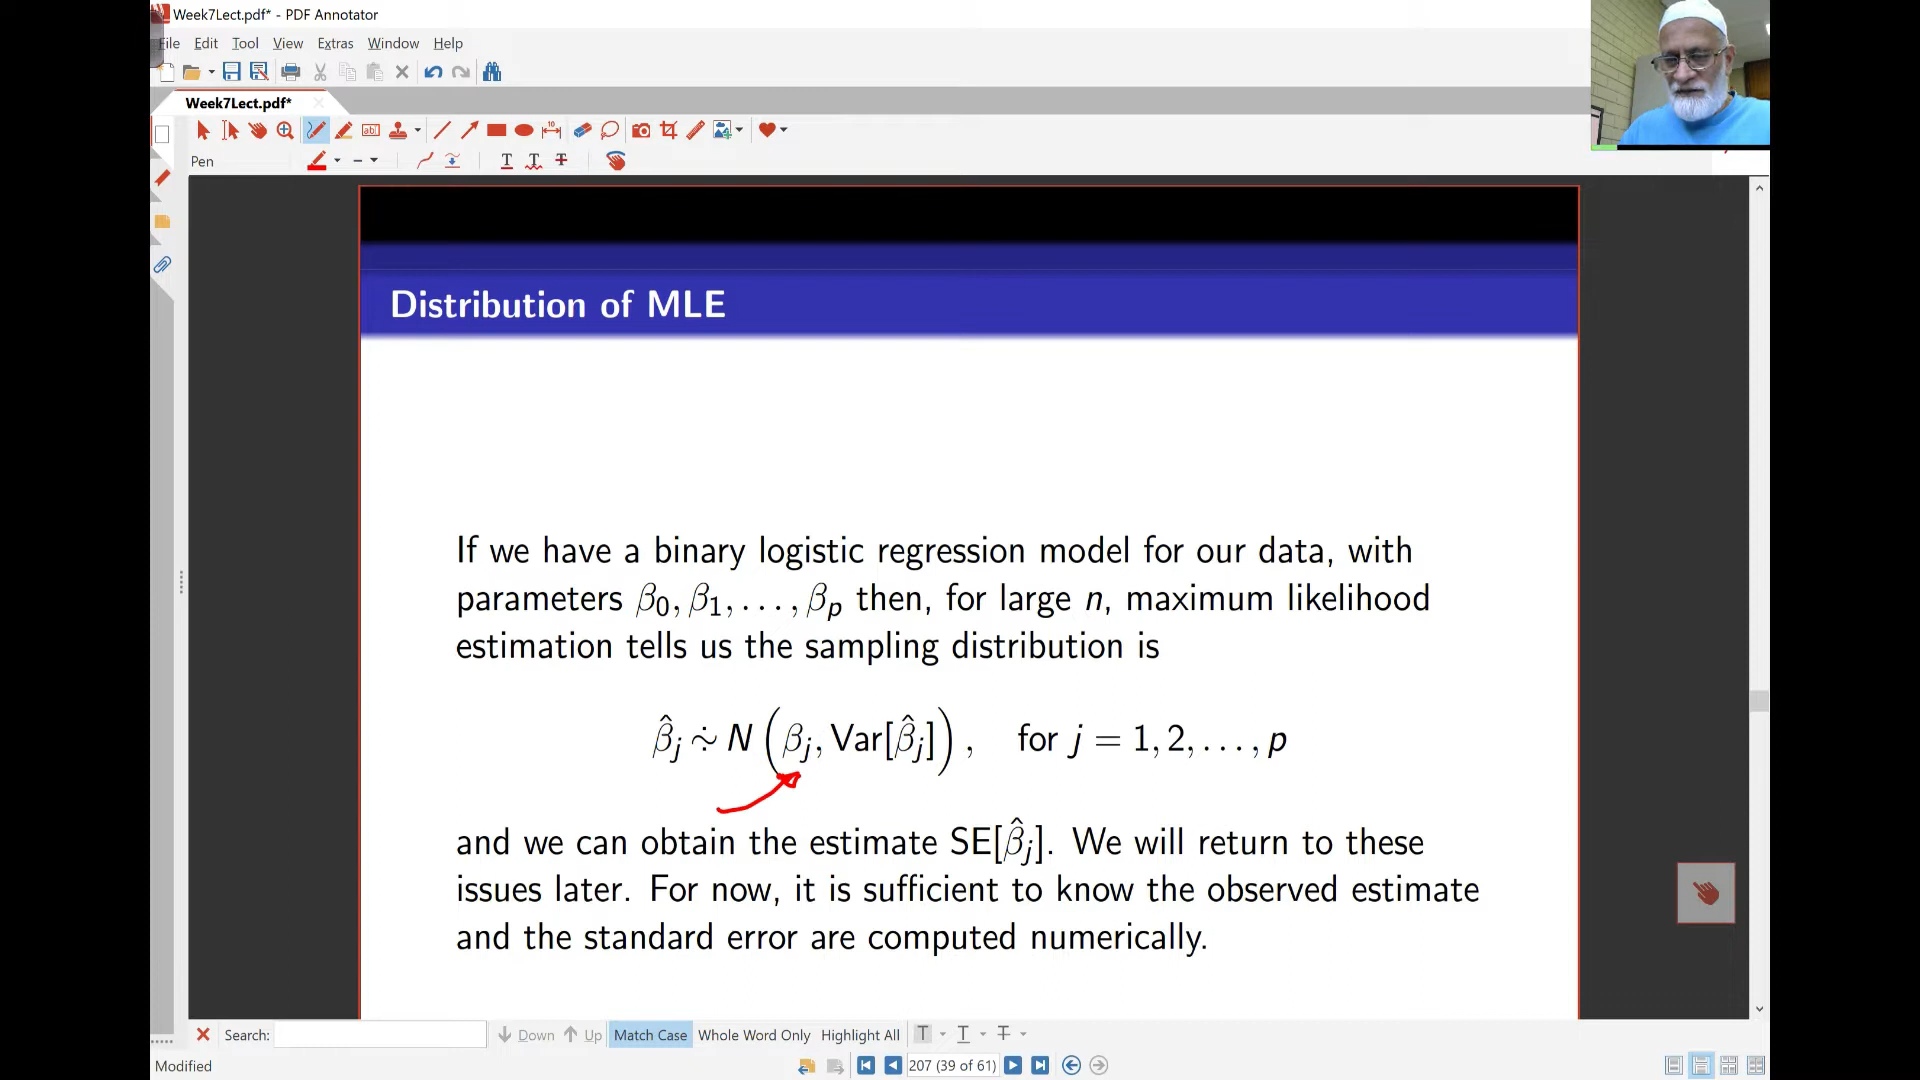 Week7Lect.pdf* - PDF Annotator
File Edit Tool View Extras Window Help
Week7Lect.pdf*
Pen
Distribution of MLE
If we have a binary logistic regression model for our data, with
parameters β₀, β₁, . . . , βₚ then, for large n, maximum likelihood
estimation tells us the sampling distribution is
β̂ⱼ ∻ N (βⱼ, Var[β̂ⱼ]) , for j = 1, 2, . . . , p
and we can obtain the estimate SE[β̂ⱼ]. We will return to these
issues later. For now, it is sufficient to know the observed estimate
and the standard error are computed numerically.
Search: Down Up Match Case Whole Word Only Highlight All
Modified 207 (39 of 61)